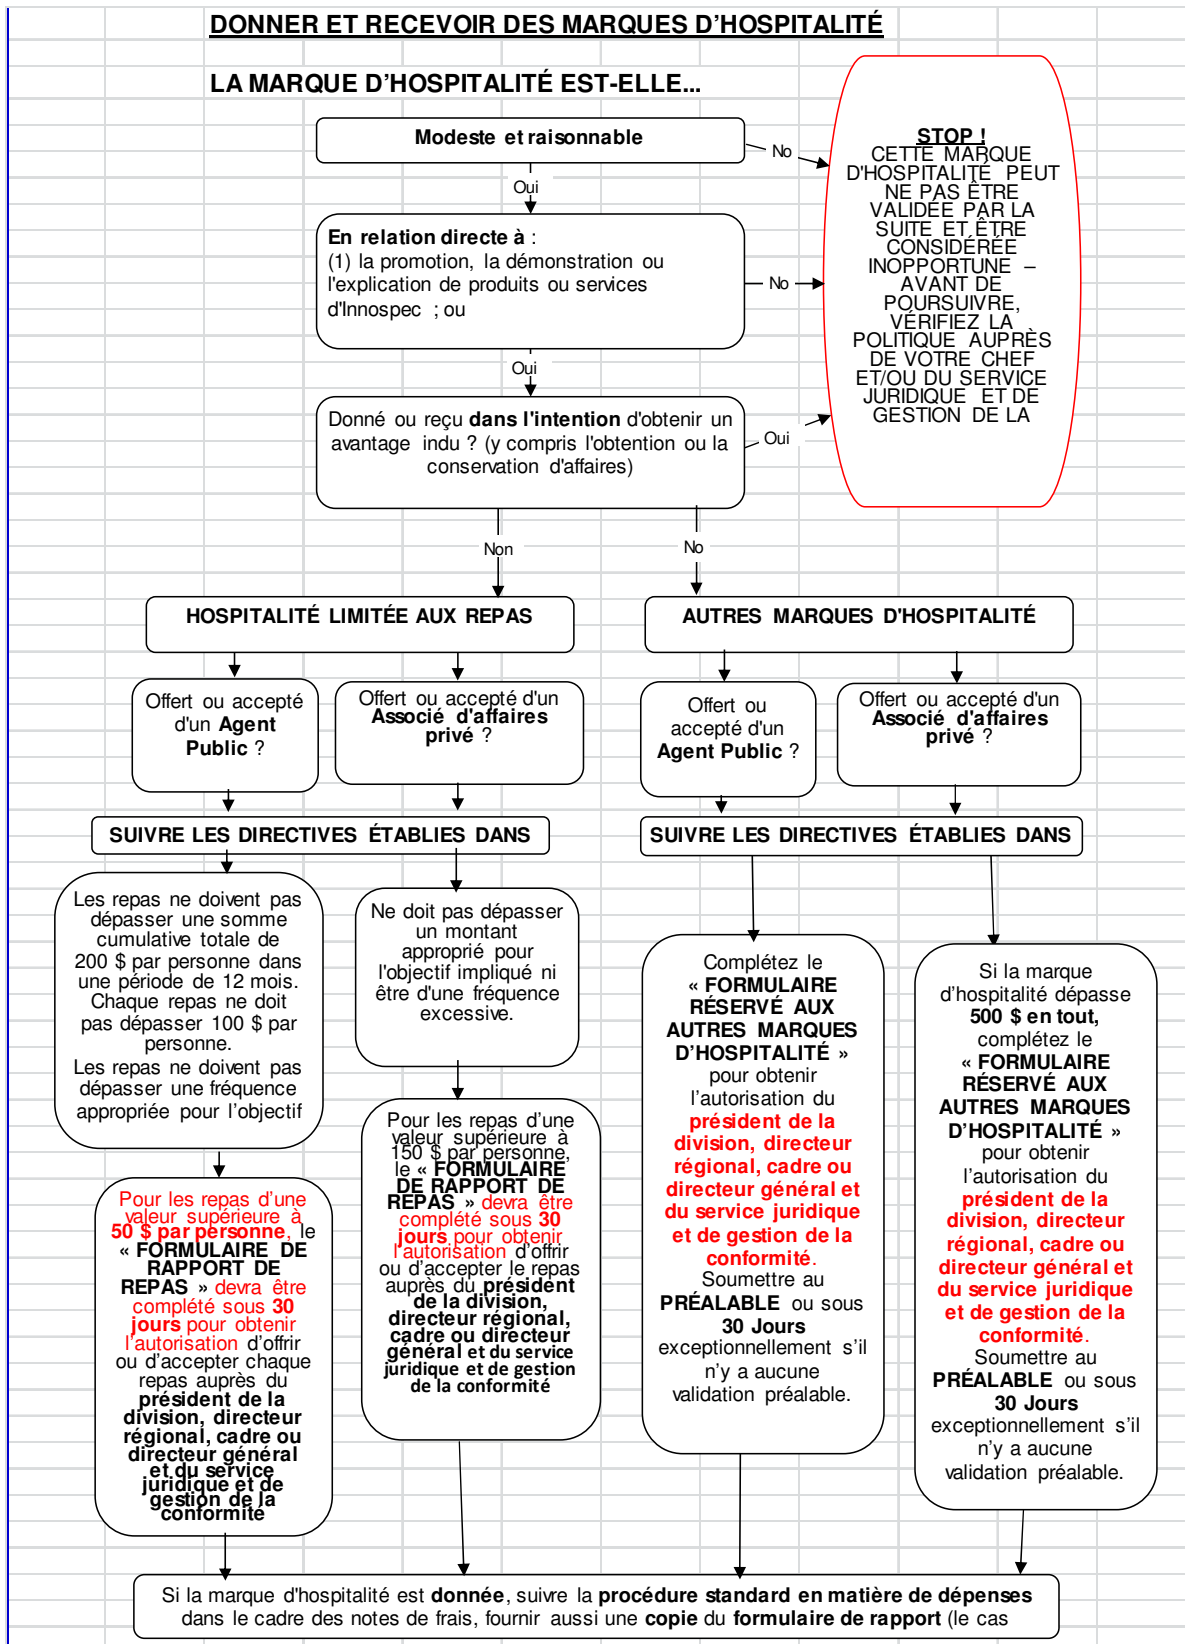 DONNER ET RECEVOIR DES MARQUES D'HOSPITALITÉ
LA MARQUE D'HOSPITALITÉ EST-ELLE...
Modeste et raisonnable
No
STOP !
CETTE MARQUE
D'HOSPITALITÉ PEUT
NE PAS ÊTRE
VALIDÉE PAR LA
SUITE ET ÊTRE
CONSIDÉRÉE
INOPPORTUNE –
AVANT DE
POURSUIVRE,
VÉRIFIEZ LA
POLITIQUE AUPRÈS
DE VOTRE CHEF
ET/OU DU SERVICE
JURIDIQUE ET DE
GESTION DE LA
Oui
En relation directe à :
(1) la promotion, la démonstration ou
l'explication de produits ou services
d'Innospec ; ou
No
Oui
Donné ou reçu dans l'intention d'obtenir un
avantage indu ? (y compris l'obtention ou la
conservation d'affaires)
Oui
Non
No
HOSPITALITÉ LIMITÉE AUX REPAS
AUTRES MARQUES D'HOSPITALITÉ
Offert ou accepté
d'un Agent
Public ?
Offert ou accepté d'un
Associé d'affaires
privé ?
Offert ou
accepté d'un
Agent Public ?
Offert ou accepté d'un
Associé d'affaires
privé ?
SUIVRE LES DIRECTIVES ÉTABLIES DANS
SUIVRE LES DIRECTIVES ÉTABLIES DANS
Les repas ne doivent pas
dépasser une somme
cumulative totale de
200 $ par personne dans
une période de 12 mois.
Chaque repas ne doit
pas dépasser 100 $ par
personne.
Les repas ne doivent pas
dépasser une fréquence
appropriée pour l'objectif
Ne doit pas dépasser
un montant
approprié pour
l'objectif impliqué ni
être d'une fréquence
excessive.
Complétez le
« FORMULAIRE
RÉSERVÉ AUX
AUTRES MARQUES
D'HOSPITALITÉ »
pour obtenir
l'autorisation du
président de la
division, directeur
régional, cadre ou
directeur général et
du service juridique
et de gestion de la
conformité.
Soumettre au
PRÉALABLE ou sous
30 Jours
exceptionnellement s'il
n'y a aucune
validation préalable.
Si la marque
d'hospitalité dépasse
500 $ en tout,
complétez le
« FORMULAIRE
RÉSERVÉ AUX
AUTRES MARQUES
D'HOSPITALITÉ »
pour obtenir
l'autorisation du
président de la
division, directeur
régional, cadre ou
directeur général et
du service juridique
et de gestion de la
conformité.
Soumettre au
PRÉALABLE ou sous
30 Jours
exceptionnellement s'il
n'y a aucune
validation préalable.
Pour les repas d'une
valeur supérieure à
50 $ par personne, le
« FORMULAIRE DE
RAPPORT DE
REPAS » devra être
complété sous 30
jours pour obtenir
l'autorisation d'offrir
ou d'accepter chaque
repas auprès du
président de la
division, directeur
régional, cadre ou
directeur général
et du service
juridique et de
gestion de la
conformité
Pour les repas d'une
valeur supérieure à
150 $ par personne,
le « FORMULAIRE
DE RAPPORT DE
REPAS » devra être
complété sous 30
jours pour obtenir
l'autorisation d'offrir
ou d'accepter le repas
auprès du président
de la division,
directeur régional,
cadre ou directeur
général et du service
juridique et de gestion
de la conformité
Si la marque d'hospitalité est donnée, suivre la procédure standard en matière de dépenses
dans le cadre des notes de frais, fournir aussi une copie du formulaire de rapport (le cas